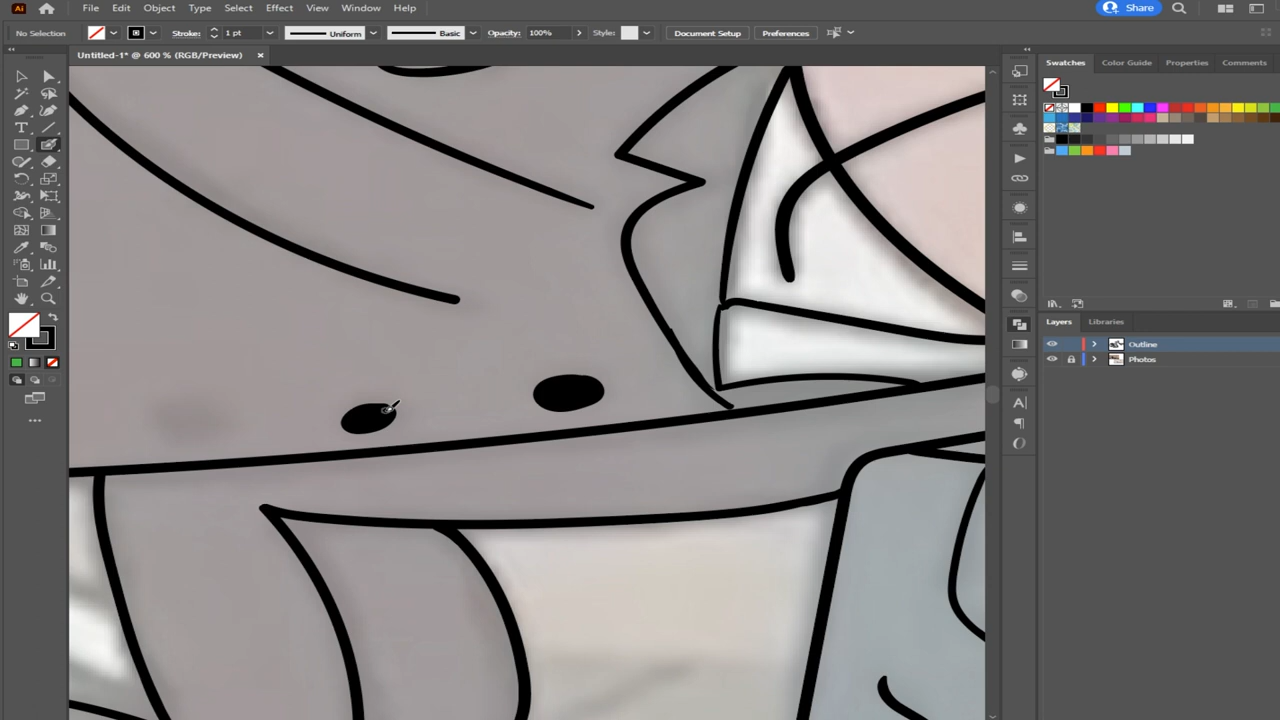 Ai File Edit Object Type Select Effect View Window Help Share
No Selection Stroke: 1 pt Uniform Basic Opacity: 100% Style: Document Setup Preferences
Untitled-1* @ 600 % (RGB/Preview) ×
Swatches Color Guide Properties Comments
Layers Libraries
Outline
Photos